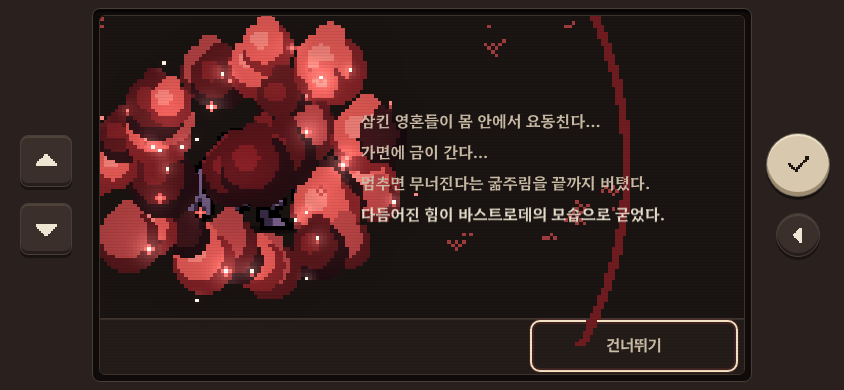 삼킨 영혼들이 몸 안에서 요동친다...
가면에 금이 간다...
멈추면 무너진다는 굶주림을 끝까지 버텼다.
다듬어진 힘이 바스트로데의 모습으로 굳었다.
건너뛰기